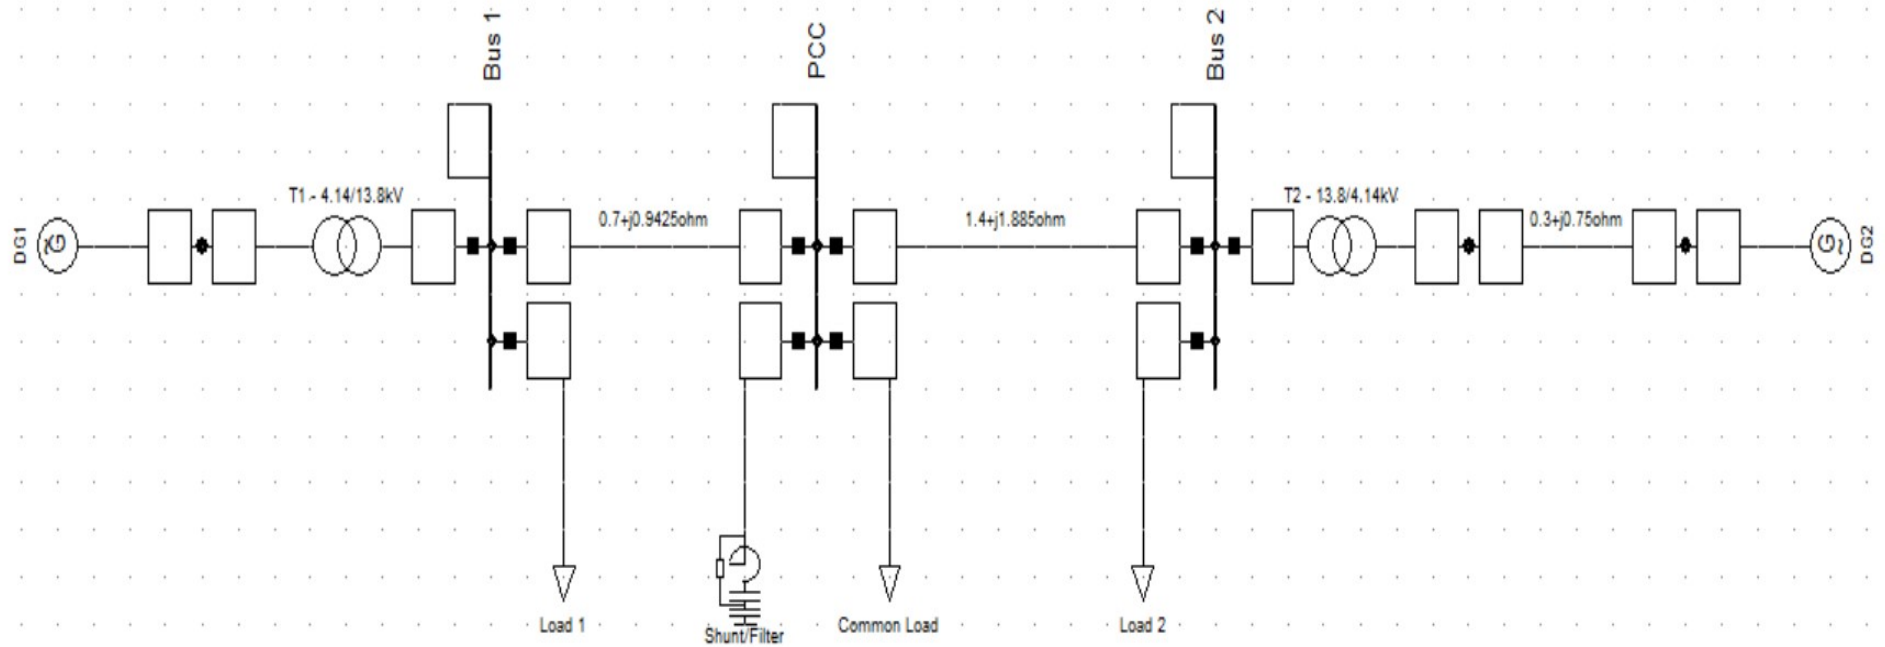 Bus 1
PCC
Bus 2
T1 - 4.14/13.8kV
T2 - 13.8/4.14kV
0.7+j0.9425ohm
1.4+j1.885ohm
0.3+j0.75ohm
DG1
G~
G~
DG2
Load 1
Shunt/Filter
Common Load
Load 2